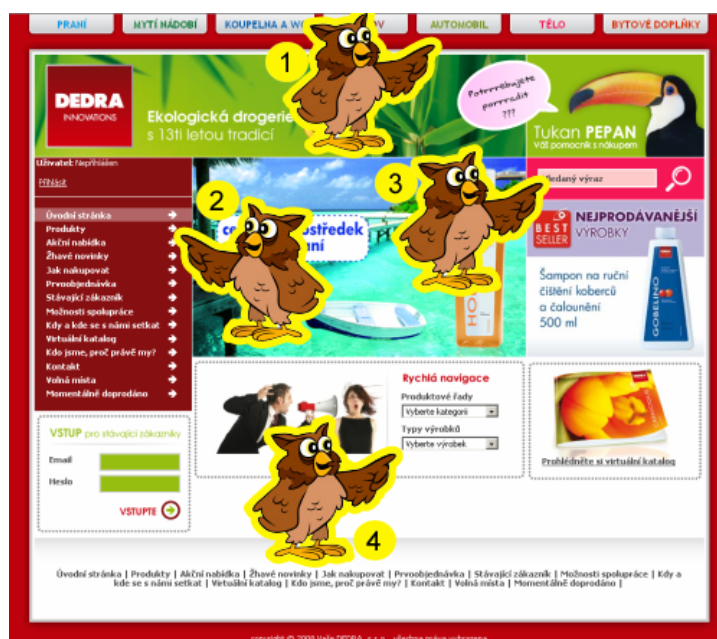 PRANÍ
MYTÍ NÁDOBÍ
KOUPELNA A
AUTOMOBIL
TĚLO
BYTOVÉ DOPLŇKY
1
DEDRA
INNOVATIONS
Ekologická drogerie
s 13ti letou tradicí
Potrrrebujete
porrradit
???
Tukan PEPAN
Váš pomocník s nákupem
Uživatel: Nepřihlášen
Přihlásit
2
3
výraz
Úvodní stránka
Produkty
Akční nabídka
Žhavé novinky
Jak nakupovat
Prvoobjednávka
Stávající zákazník
Možnosti spolupráce
Kdy a kde se s námi setkat
Virtuální katalog
Kdo jsme, proč právě my?
Kontakt
Volná místa
Momentálně doprodáno
BEST
SELLER
NEJPRODÁVANĚJŠÍ
VÝROBKY
Šampon na ruční
čištění koberců
a čalounění
500 ml
GOBELINO
Rychlá navigace
Produktové řady
Vyberte kategorii
Typy výrobků
Vyberte výrobek
Prohlédněte si virtuální katalog
VSTUP pro stávající zákazníky
Email
Heslo
VSTUPTE
4
Úvodní stránka | Produkty | Akční nabídka | Žhavé novinky | Jak nakupovat | Prvoobjednávka | Stávající zákazník | Možnosti spolupráce | Kdy a
kde se s námi setkat | Virtuální katalog | Kdo jsme, proč právě my? | Kontakt | Volná místa | Momentálně doprodáno |